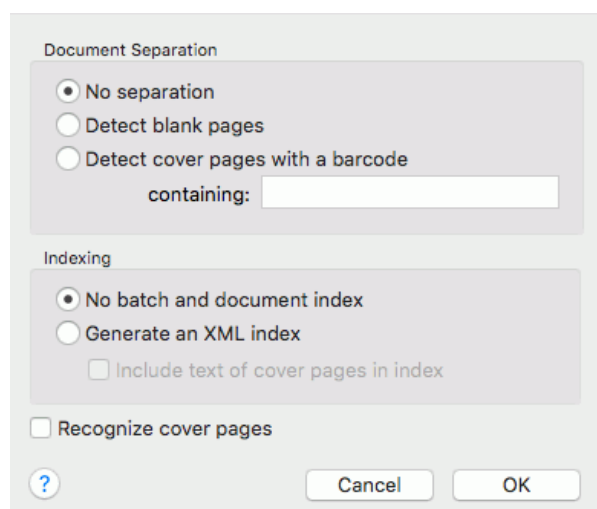 Document Separation
No separation
Detect blank pages
Detect cover pages with a barcode
containing:
Indexing
No batch and document index
Generate an XML index
Include text of cover pages in index
Recognize cover pages
? Cancel OK